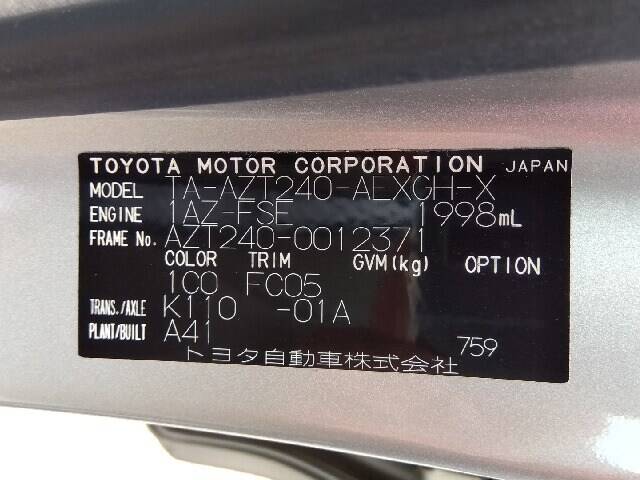 TOYOTA MOTOR CORPORATION JAPAN
MODEL TA-AZT240-AEXGH-X
ENGINE 1AZ-FSE 1998mL
FRAME No. AZT240-0012371
COLOR TRIM GVM(kg) OPTION
1C0 FC05
TRANS./AXLE K110 -01A
PLANT/BUILT A41
759
トヨタ自動車株式会社